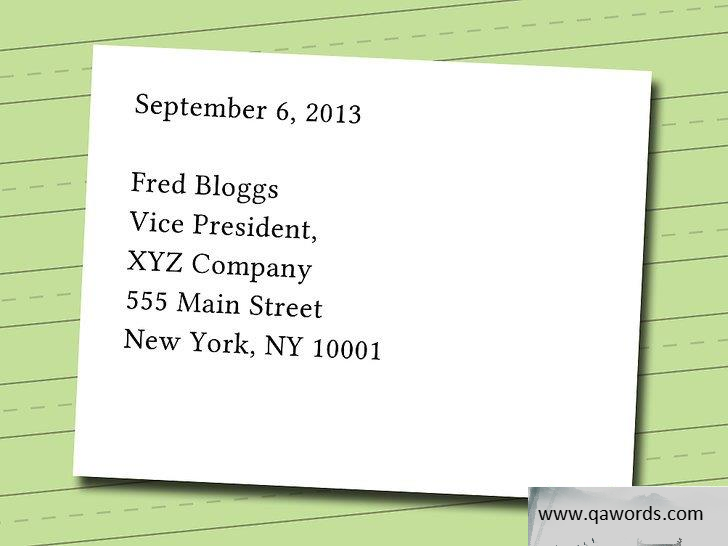 September 6, 2013
Fred Bloggs
Vice President,
XYZ Company
555 Main Street
New York, NY 10001
www.qawords.com